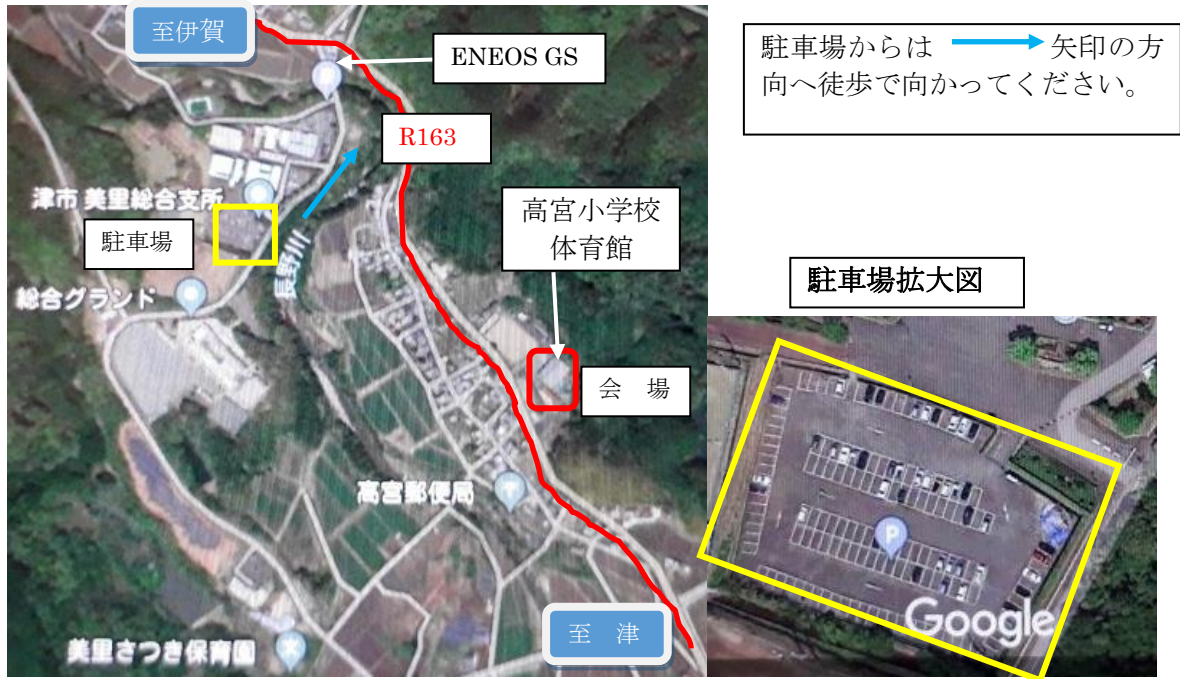 至伊賀
ENEOS GS
R163
津市 美里総合支所
駐車場
長野川
高宮小学校
体育館
総合グランド
会 場
高宮郵便局
至 津
美里さつき保育園
駐車場からは 矢印の方
向へ徒歩で向かってください。
駐車場拡大図
P
Google